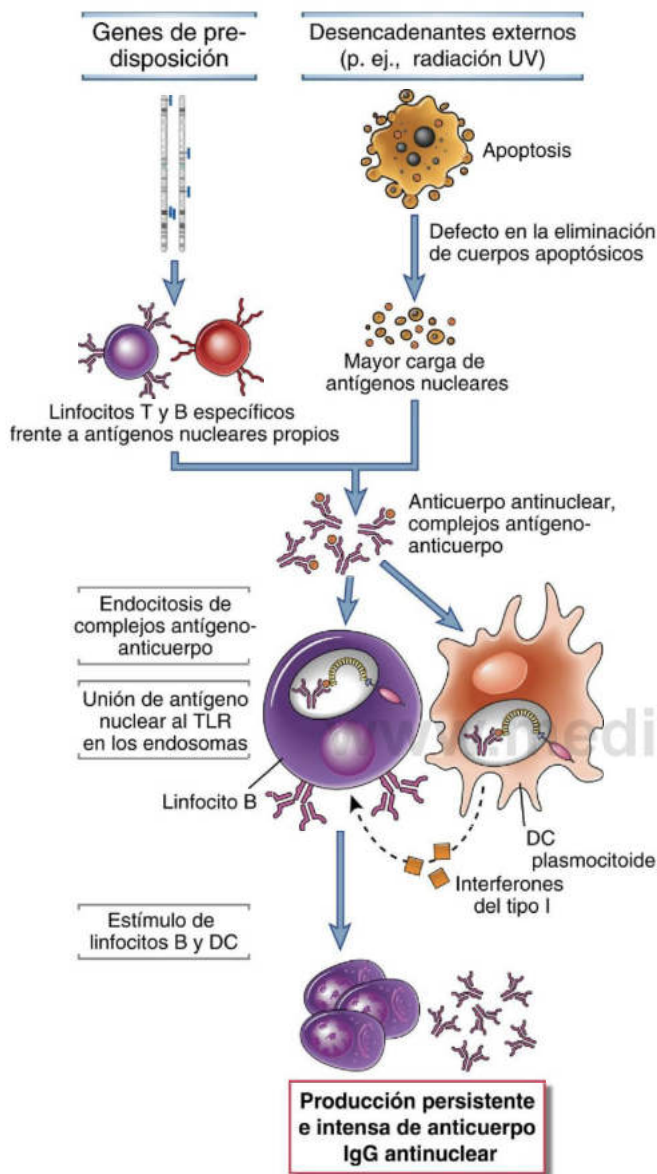 Genes de pre-
disposición
Desencadenantes externos
(p. ej., radiación UV)
Apoptosis
Defecto en la eliminación
de cuerpos apoptósicos
Mayor carga de
antígenos nucleares
Linfocitos T y B específicos
frente a antígenos nucleares propios
Anticuerpo antinuclear,
complejos antígeno-
anticuerpo
Endocitosis de
complejos antígeno-
anticuerpo
Unión de antígeno
nuclear al TLR
en los endosomas
www.medi
Linfocito B
DC
plasmocitoide
Interferones
del tipo I
Estímulo de
linfocitos B y DC
Producción persistente
e intensa de anticuerpo
IgG antinuclear